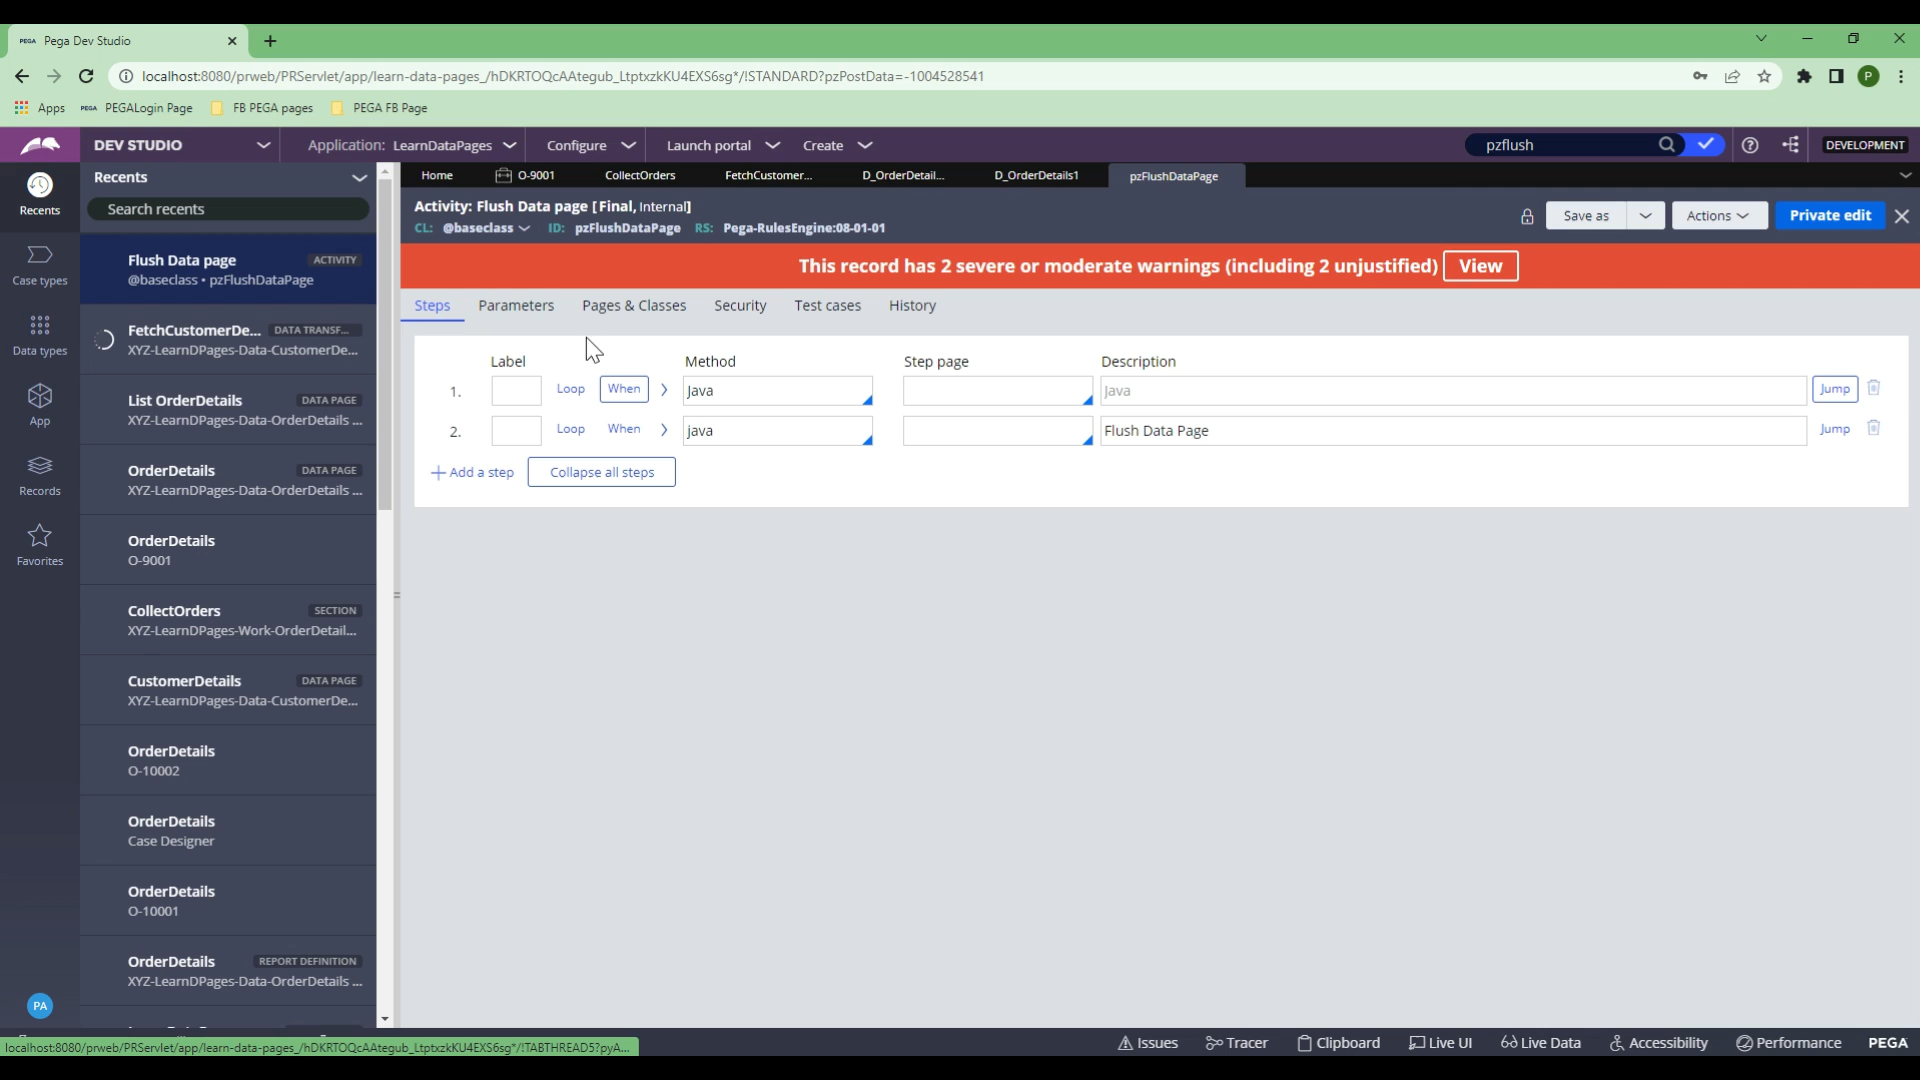 PEGA Pega Dev Studio
localhost:8080/prweb/PRServlet/app/learn-data-pages_/hDKRTOQcAAtegub_LtptxzkKU4EXS6sg*/!STANDARD?pzPostData=-1004528541
P
Apps PEGA PEGALogin Page FB PEGA pages PEGA FB Page
DEV STUDIO Application: LearnDataPages Configure Launch portal Create pzflush DEVELOPMENT
Recents
Search recents
Recents
Case types
Data types
App
Records
Favorites
PA
Flush Data page ACTIVITY
@baseclass • pzFlushDataPage
FetchCustomerDe... DATA TRANSF...
XYZ-LearnDPages-Data-CustomerDe...
List OrderDetails DATA PAGE
XYZ-LearnDPages-Data-OrderDetails ...
OrderDetails DATA PAGE
XYZ-LearnDPages-Data-OrderDetails ...
OrderDetails
O-9001
CollectOrders SECTION
XYZ-LearnDPages-Work-OrderDetail...
CustomerDetails DATA PAGE
XYZ-LearnDPages-Data-CustomerDe...
OrderDetails
O-10002
OrderDetails
Case Designer
OrderDetails
O-10001
OrderDetails REPORT DEFINITION
XYZ-LearnDPages-Data-OrderDetails ...
Home O-9001 CollectOrders FetchCustomer... D_OrderDetail... D_OrderDetails1 pzFlushDataPage
Activity: Flush Data page [Final, Internal]
CL: @baseclass ID: pzFlushDataPage RS: Pega-RulesEngine:08-01-01
Save as Actions Private edit
This record has 2 severe or moderate warnings (including 2 unjustified) View
Steps Parameters Pages & Classes Security Test cases History
Label Method Step page Description
1. Loop When Java Java Jump
2. Loop When java Flush Data Page Jump
Add a step Collapse all steps
localhost:8080/prweb/PRServlet/app/learn-data-pages_/hDKRTOQcAAtegub_LtptxzkKU4EXS6sg*/!TABTHREAD5?pyA...
Issues Tracer Clipboard Live UI Live Data Accessibility Performance PEGA